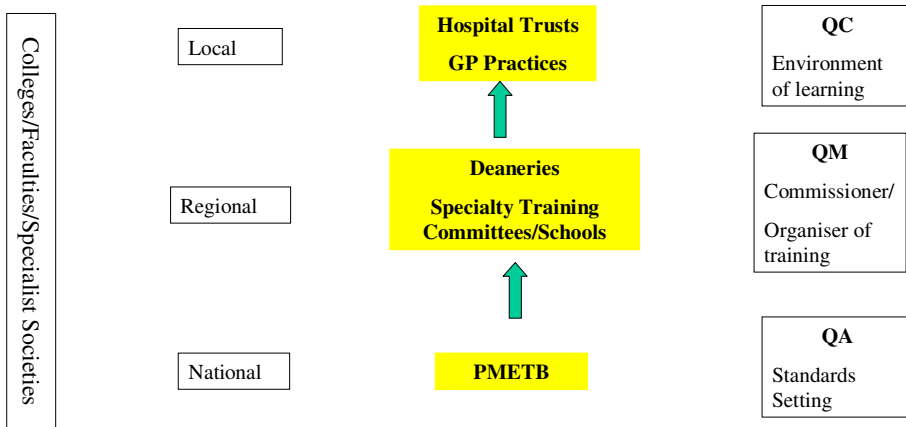 Colleges/Faculties/Specialist Societies
Local
Hospital Trusts
GP Practices
QC
Environment
of learning
Regional
Deaneries
Specialty Training
Committees/Schools
QM
Commissioner/
Organiser of
training
National
PMETB
QA
Standards
Setting